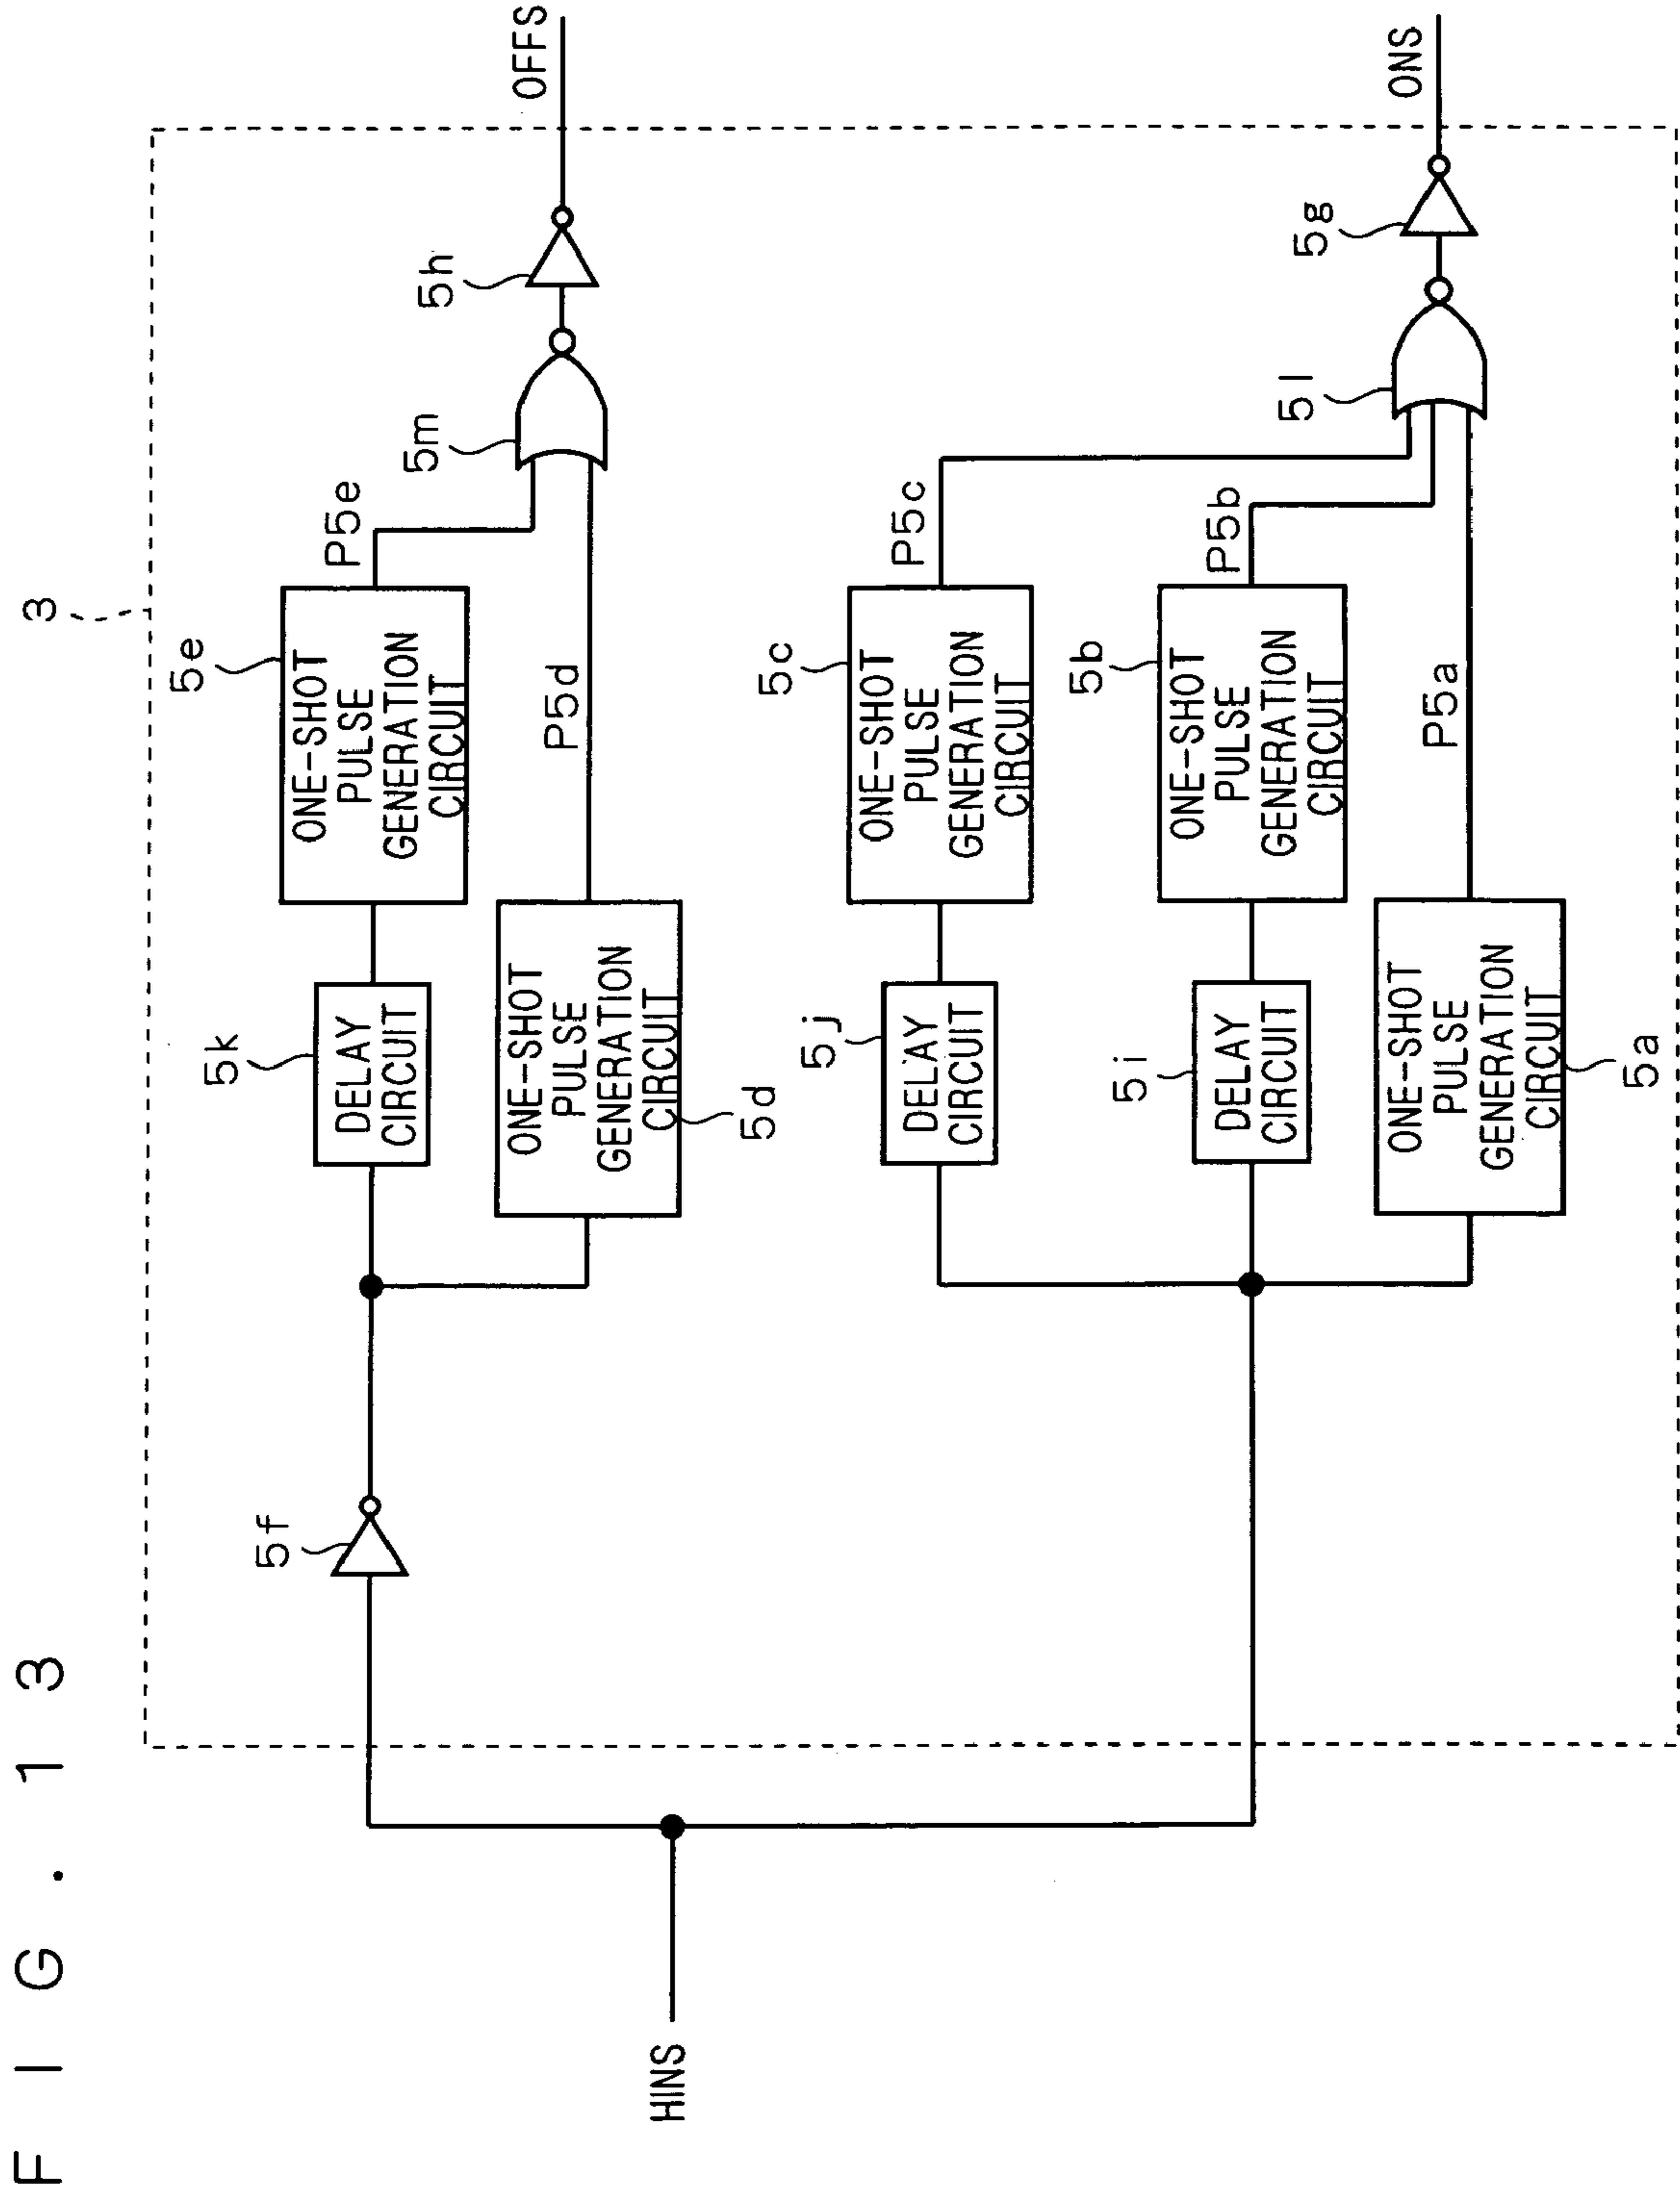 FIG. 13
3
HINS
5f
5k
DELAY
CIRCUIT
5e
ONE-SHOT
PULSE
GENERATION
CIRCUIT
P5e
5d
ONE-SHOT
PULSE
GENERATION
CIRCUIT
P5d
5m
5h
OFFS
5j
DELAY
CIRCUIT
5c
ONE-SHOT
PULSE
GENERATION
CIRCUIT
P5c
5i
DELAY
CIRCUIT
5b
ONE-SHOT
PULSE
GENERATION
CIRCUIT
P5b
5a
ONE-SHOT
PULSE
GENERATION
CIRCUIT
P5a
5l
5g
ONS